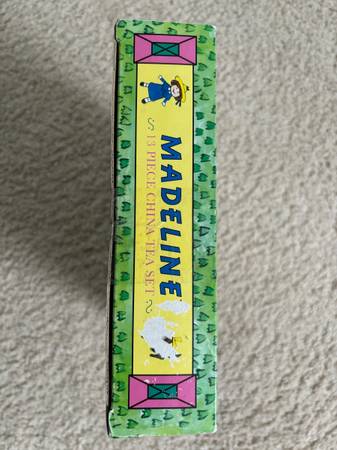 MADELINE
13 PIECE CHINA TEA SET